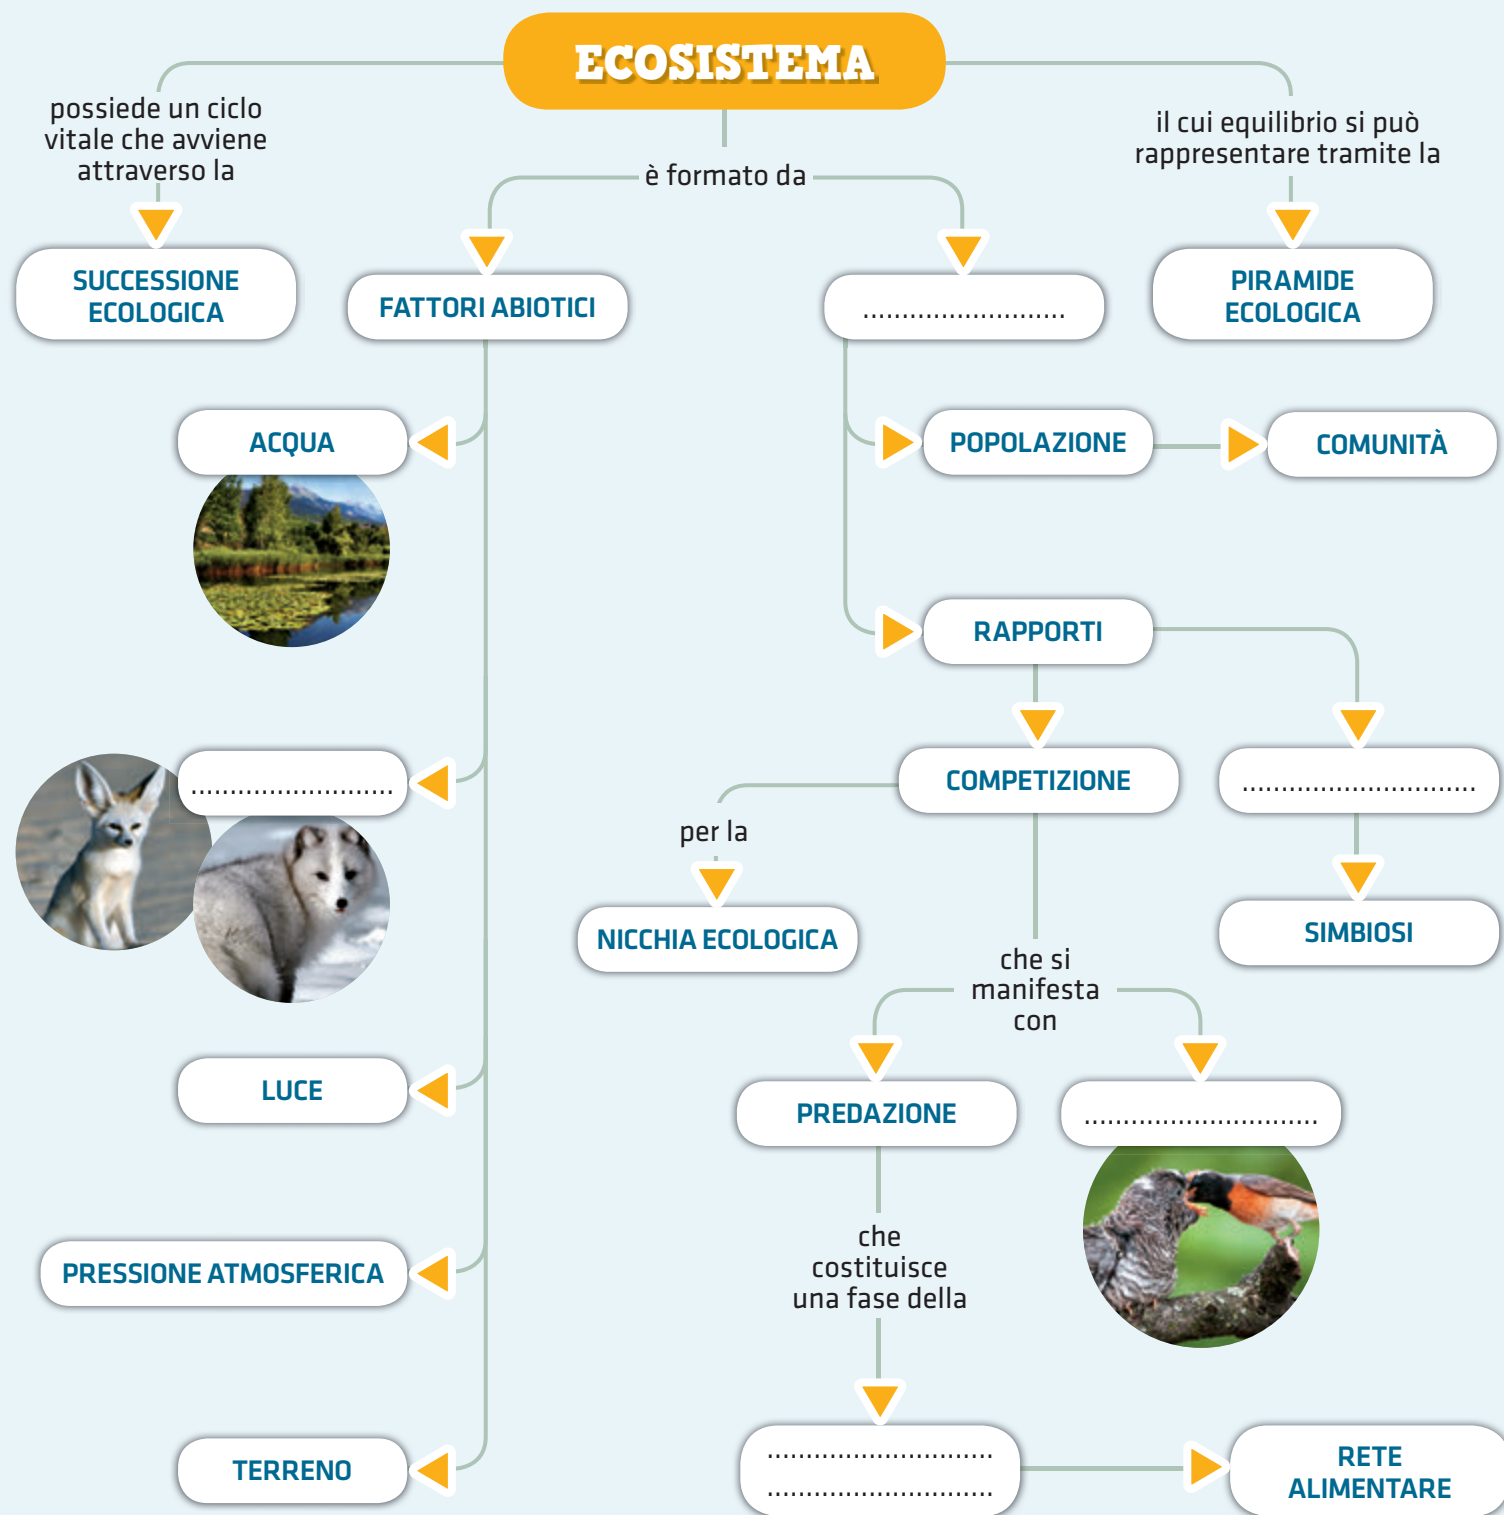 ECOSISTEMA
possiede un ciclo
vitale che avviene
attraverso la
è formato da
il cui equilibrio si può
rappresentare tramite la
SUCCESSIONE
ECOLOGICA
FATTORI ABIOTICI
..........................
PIRAMIDE
ECOLOGICA
ACQUA
POPOLAZIONE
COMUNITÀ
RAPPORTI
..........................
COMPETIZIONE
..............................
per la
NICCHIA ECOLOGICA
SIMBIOSI
che si
manifesta
con
LUCE
PREDAZIONE
..............................
che
costituisce
una fase della
PRESSIONE ATMOSFERICA
TERRENO
.............................
.............................
RETE
ALIMENTARE